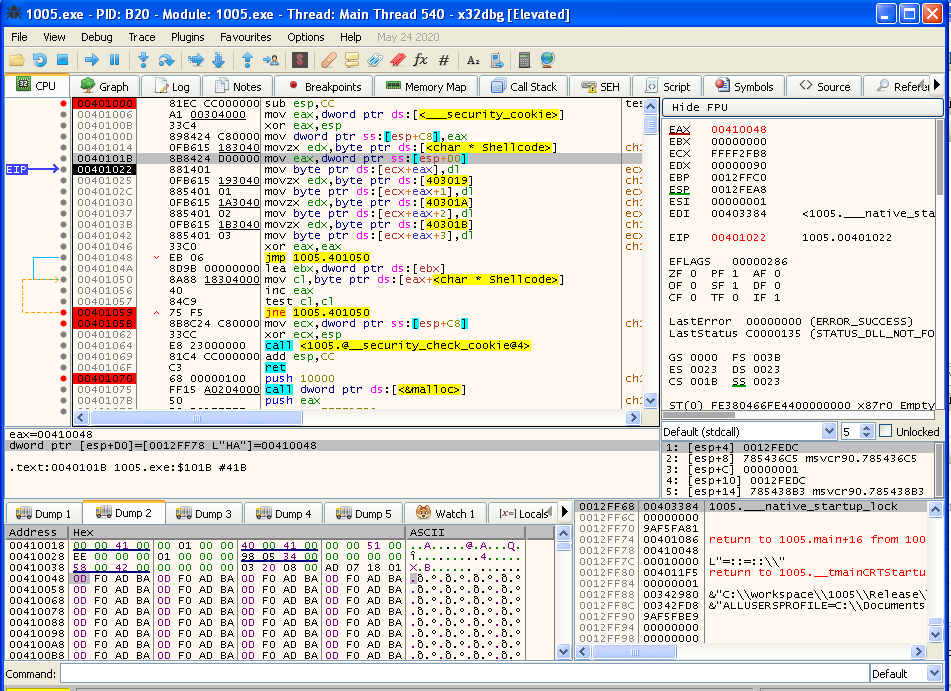 1005.exe - PID: B20 - Module: 1005.exe - Thread: Main Thread 540 - x32dbg [Elevated]
File View Debug Trace Plugins Favourites Options Help May 24 2020
CPU Graph Log Notes Breakpoints Memory Map Call Stack SEH Script Symbols Source
00401000 81EC CC000000 sub esp,CC
00401006 A1 00304000 mov eax,dword ptr ds:[<___security_cookie>]
0040100B 33C4 xor eax,esp
0040100D 898424 C8000000 mov dword ptr ss:[esp+C8],eax
00401014 0FB615 183040 movzx edx,byte ptr ds:[<char * Shellcode>]
0040101B 8B8424 D0000000 mov eax,dword ptr ss:[esp+D0]
EIP 00401022 881401 mov byte ptr ds:[ecx+eax],dl
00401025 0FB615 193040 movzx edx,byte ptr ds:[403019]
0040102C 885401 01 mov byte ptr ds:[ecx+eax+1],dl
00401030 0FB615 1A3040 movzx edx,byte ptr ds:[40301A]
00401037 885401 02 mov byte ptr ds:[ecx+eax+2],dl
0040103B 0FB615 1B3040 movzx edx,byte ptr ds:[40301B]
00401042 885401 03 mov byte ptr ds:[ecx+eax+3],dl
00401046 33C0 xor eax,eax
00401048 EB 06 jmp 1005.401050
0040104A 8D9B 00000000 lea ebx,dword ptr ds:[ebx]
00401050 8A88 18304000 mov cl,byte ptr ds:[eax+<char * Shellcode>]
00401056 40 inc eax
00401057 84C9 test cl,cl
00401059 75 F5 jne 1005.401050
0040105B 8B8C24 C80000 mov ecx,dword ptr ss:[esp+C8]
00401062 33CC xor ecx,esp
00401064 E8 23000000 call <1005.@__security_check_cookie@4>
00401069 81C4 CC000000 add esp,CC
0040106F C3 ret
00401070 68 00000100 push 10000
00401075 FF15 A0204000 call dword ptr ds:[<&malloc>]
0040107B 50 push eax
Hide FPU
EAX 00410048
EBX 00000000
ECX FFFF2FB8
EDX 00000090
EBP 0012FFC0
ESP 0012FEA8
ESI 00000001
EDI 00403384 <1005.___native_sta
EIP 00401022 1005.00401022
EFLAGS 00000286
ZF 0 PF 1 AF 0
OF 0 SF 1 DF 0
CF 0 TF 0 IF 1
LastError 00000000 (ERROR_SUCCESS)
LastStatus C0000135 (STATUS_DLL_NOT_FO
GS 0000 FS 003B
ES 0023 DS 0023
CS 001B SS 0023
ST(0) FE380466FE4400000000 x87r0 Empty
eax=00410048
dword ptr [esp+D0]=[0012FF78 L"HA"]=00410048
.text:0040101B 1005.exe:$101B #41B
Default (stdcall) 5 Unlocked
1: [esp+4] 0012FEDC
2: [esp+8] 785436C5 msvcr90.785436C5
3: [esp+C] 00000001
4: [esp+10] 0012FEDC
5: [esp+14] 785438B3 msvcr90.785438B3
Dump 1 Dump 2 Dump 3 Dump 4 Dump 5 Watch 1 [x=] Locals
Address Hex ASCII
00410018 00 00 41 00 00 01 00 00 40 00 41 00 00 00 51 00 ..A.....@.A...Q.
00410028 EE 00 00 00 01 00 00 00 98 05 34 00 00 00 00 00
00410038 58 00 42 00 00 00 00 00 03 20 08 00 AD 07 18 01
00410048 0D F0 AD BA 0D F0 AD BA 0D F0 AD BA 0D F0 AD BA .ð.º.ð.º.ð.º.ð.º
00410058 0D F0 AD BA 0D F0 AD BA 0D F0 AD BA 0D F0 AD BA .ð.º.ð.º.ð.º.ð.º
00410068 0D F0 AD BA 0D F0 AD BA 0D F0 AD BA 0D F0 AD BA .ð.º.ð.º.ð.º.ð.º
00410078 0D F0 AD BA 0D F0 AD BA 0D F0 AD BA 0D F0 AD BA .ð.º.ð.º.ð.º.ð.º
00410088 0D F0 AD BA 0D F0 AD BA 0D F0 AD BA 0D F0 AD BA .ð.º.ð.º.ð.º.ð.º
00410098 0D F0 AD BA 0D F0 AD BA 0D F0 AD BA 0D F0 AD BA .ð.º.ð.º.ð.º.ð.º
004100A8 0D F0 AD BA 0D F0 AD BA 0D F0 AD BA 0D F0 AD BA .ð.º.ð.º.ð.º.ð.º
004100B8 0D F0 AD BA 0D F0 AD BA 0D F0 AD BA 0D F0 AD BA .ð.º.ð.º.ð.º.ð.º
0012FF68 00403384 1005.___native_startup_lock
0012FF6C 00000000
0012FF70 9AF5FA81
0012FF74 00401086 return to 1005.main+16 from 100
0012FF78 00410048
0012FF7C 00010000 L"=::=::\\"
0012FF80 004011F5 return to 1005.__tmainCRTStartu
0012FF84 00000001
0012FF88 00342980 &"C:\\workspace\\1005\\Release\
0012FF8C 00342FD8 &"ALLUSERSPROFILE=C:\\Documents
0012FF90 9AF5FBE9
0012FF94 00000000
0012FF98 00000000
Command: Default